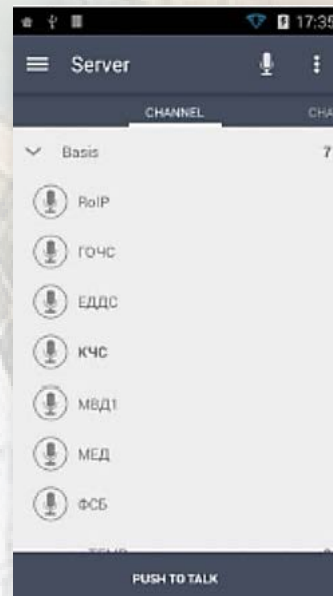 17:35
Server
CHANNEL CHA
Basis 7
RoIP
ГОЧС
ЕДДС
КЧС
МВД1
МЕД
ФСБ
PUSH TO TALK